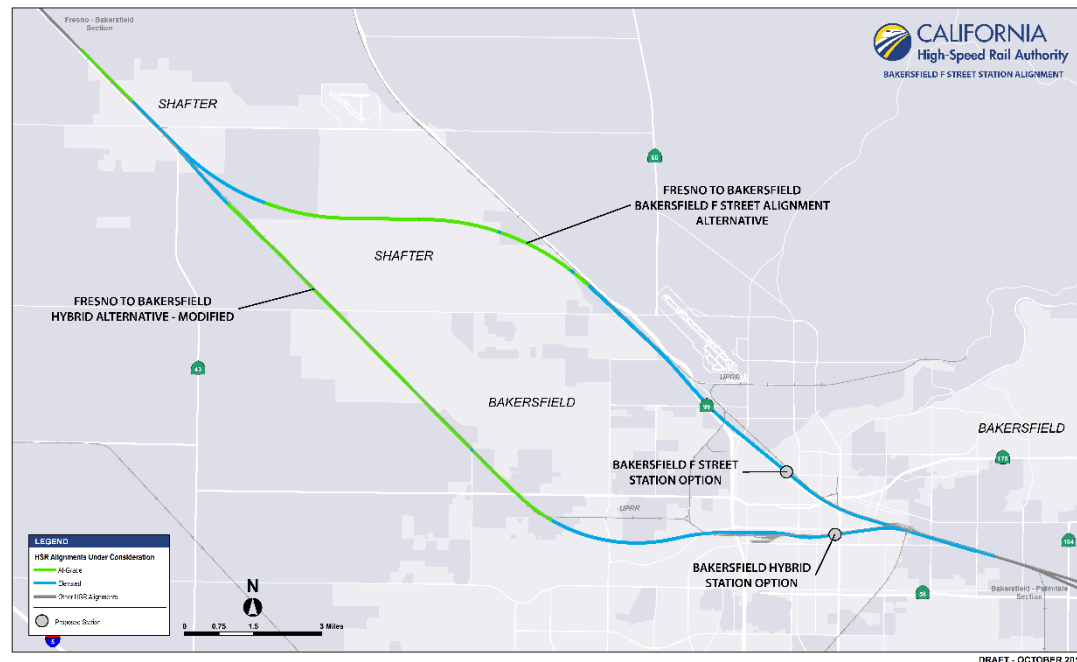 Fresno - Bakersfield
Section
CALIFORNIA
High-Speed Rail Authority
BAKERSFIELD F STREET STATION ALIGNMENT
SHAFTER
FRESNO TO BAKERSFIELD
BAKERSFIELD F STREET ALIGNMENT
ALTERNATIVE
SHAFTER
FRESNO TO BAKERSFIELD
HYBRID ALTERNATIVE - MODIFIED
43
UPRR
99
BAKERSFIELD
BAKERSFIELD
178
BAKERSFIELD F STREET
STATION OPTION
UPRR
184
BAKERSFIELD HYBRID
STATION OPTION
58
Bakersfield - Palmdale
Section
LEGEND
HSR Alignments Under Consideration
At-Grade
Elevated
Other HSR Alignments
Proposed Station
5
N
0 0.75 1.5 3 Miles
DRAFT - OCTOBER 201